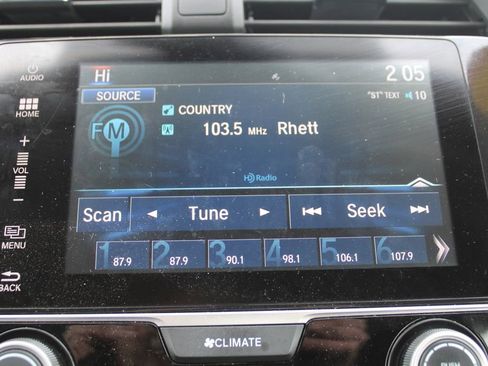 AUDIO
Hi
2 05
SOURCE
"ST" TEXT 10
HOME
COUNTRY
FM
103.5 MHz Rhett
+
VOL
−
HD Radio
Scan Tune Seek
MENU
1 87.9 2 87.9 3 90.1 4 98.1 5 106.1 6 107.9
BACK
CLIMATE